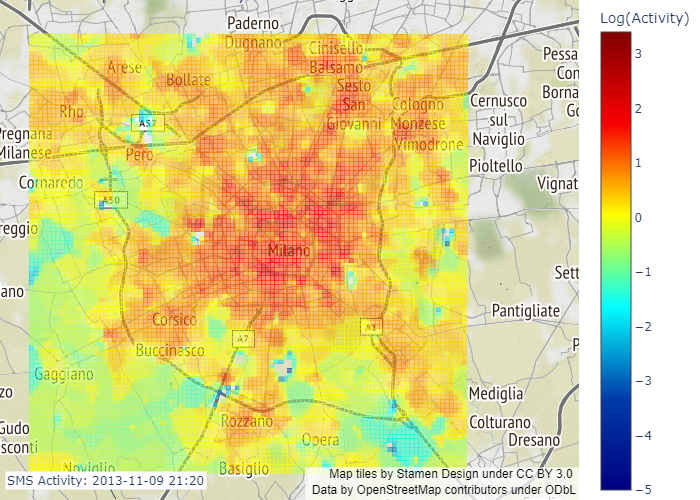 Paderno
Dugnano
Cinisello
Balsamo
Arese
Bollate
Sesto
San
Giovanni
Rho
Cologno
Monzese
Vimodrone
Cernusco
sul
Naviglio
Pessa
Con
Borna
Go
A52
Pregnana
Milanese
Pero
Pioltello
Cornaredo
Vignat
A50
reggio
Milano
Sett
ano
Pantigliate
Corsico
A7
Buccinasco
P
Gaggiano
zo
Mediglia
Rozzano
Colturano
Gudo
sconti
Opera
Dresano
Noviglio
Basiglio
SMS Activity: 2013-11-09 21:20
Map tiles by Stamen Design under CC BY 3.0
Data by OpenStreetMap contributors under ODbL
Log(Activity)
3
2
1
0
−1
−2
−3
−4
−5